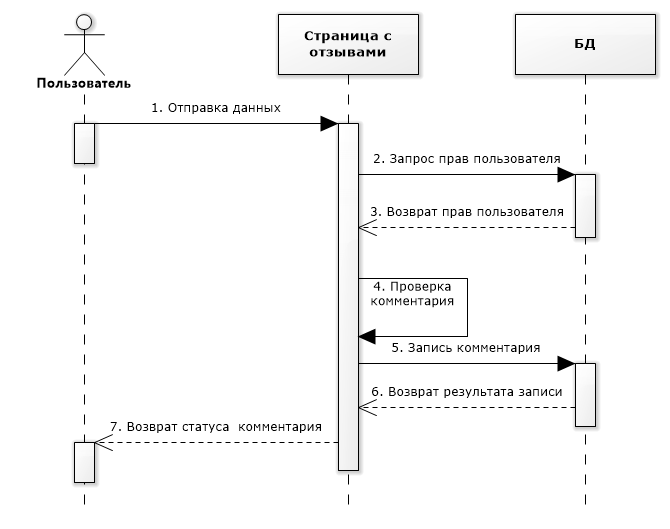 Страница с
отзывами
БД
Пользователь
1. Отправка данных
2. Запрос прав пользователя
3. Возврат прав пользователя
4. Проверка
комментария
5. Запись комментария
6. Возврат результата записи
7. Возврат статуса комментария